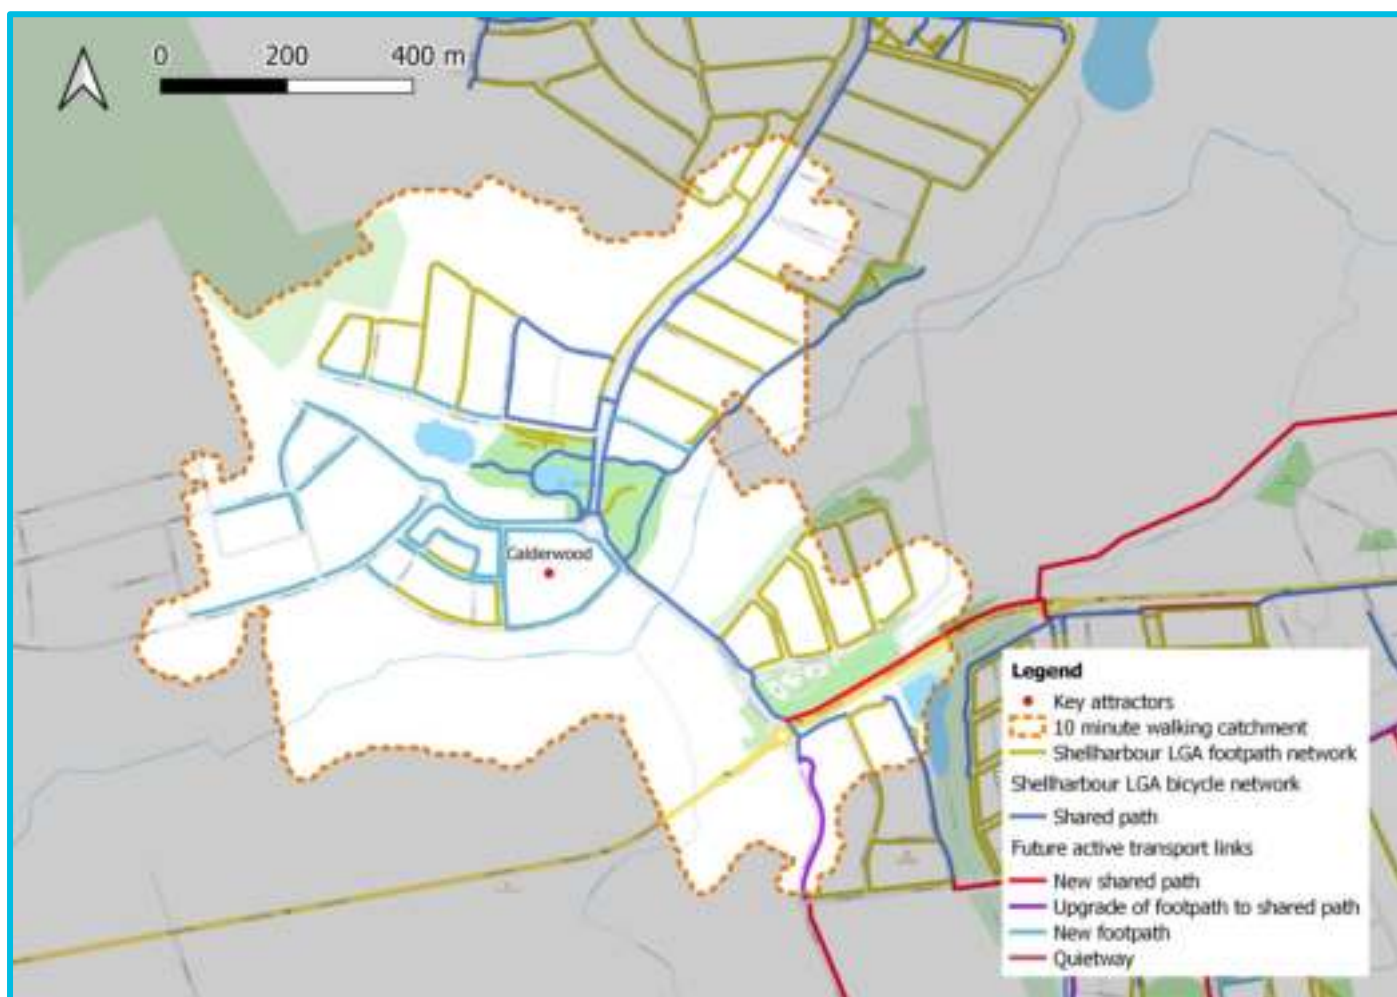 0 200 400 m
Calderwood
Legend
Key attractors
10 minute walking catchment
Shellharbour LGA footpath network
Shellharbour LGA bicycle network
Shared path
Future active transport links
New shared path
Upgrade of footpath to shared path
New footpath
Quietway